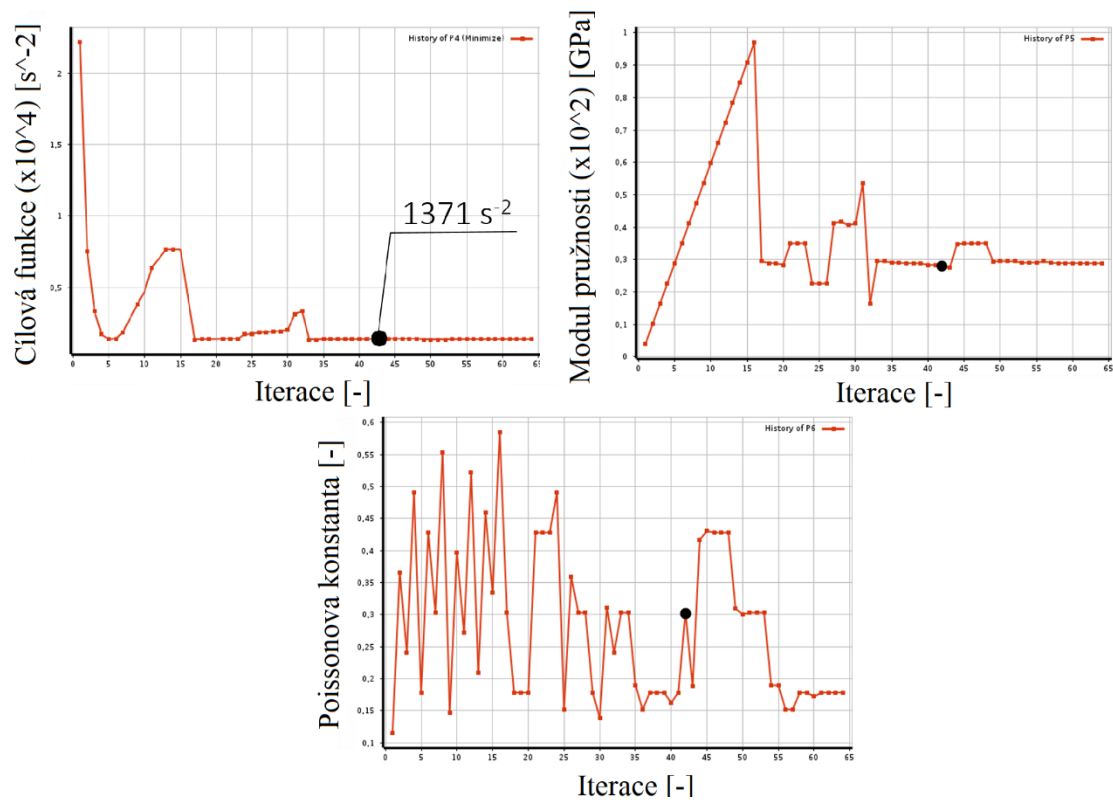 Cílová funkce (x10^4) [s^-2]
History of P4 (Minimize)
2
1,5
1
0,5
1371 s⁻²
0 5 10 15 20 25 30 35 40 45 50 55 60 65
Iterace [-]
Modul pružnosti (x10^2) [GPa]
History of P5
1
0,9
0,8
0,7
0,6
0,5
0,4
0,3
0,2
0,1
0
0 5 10 15 20 25 30 35 40 45 50 55 60 65
Iterace [-]
Poissonova konstanta [-]
History of P6
0,6
0,55
0,5
0,45
0,4
0,35
0,3
0,25
0,2
0,15
0,1
0 5 10 15 20 25 30 35 40 45 50 55 60 65
Iterace [-]